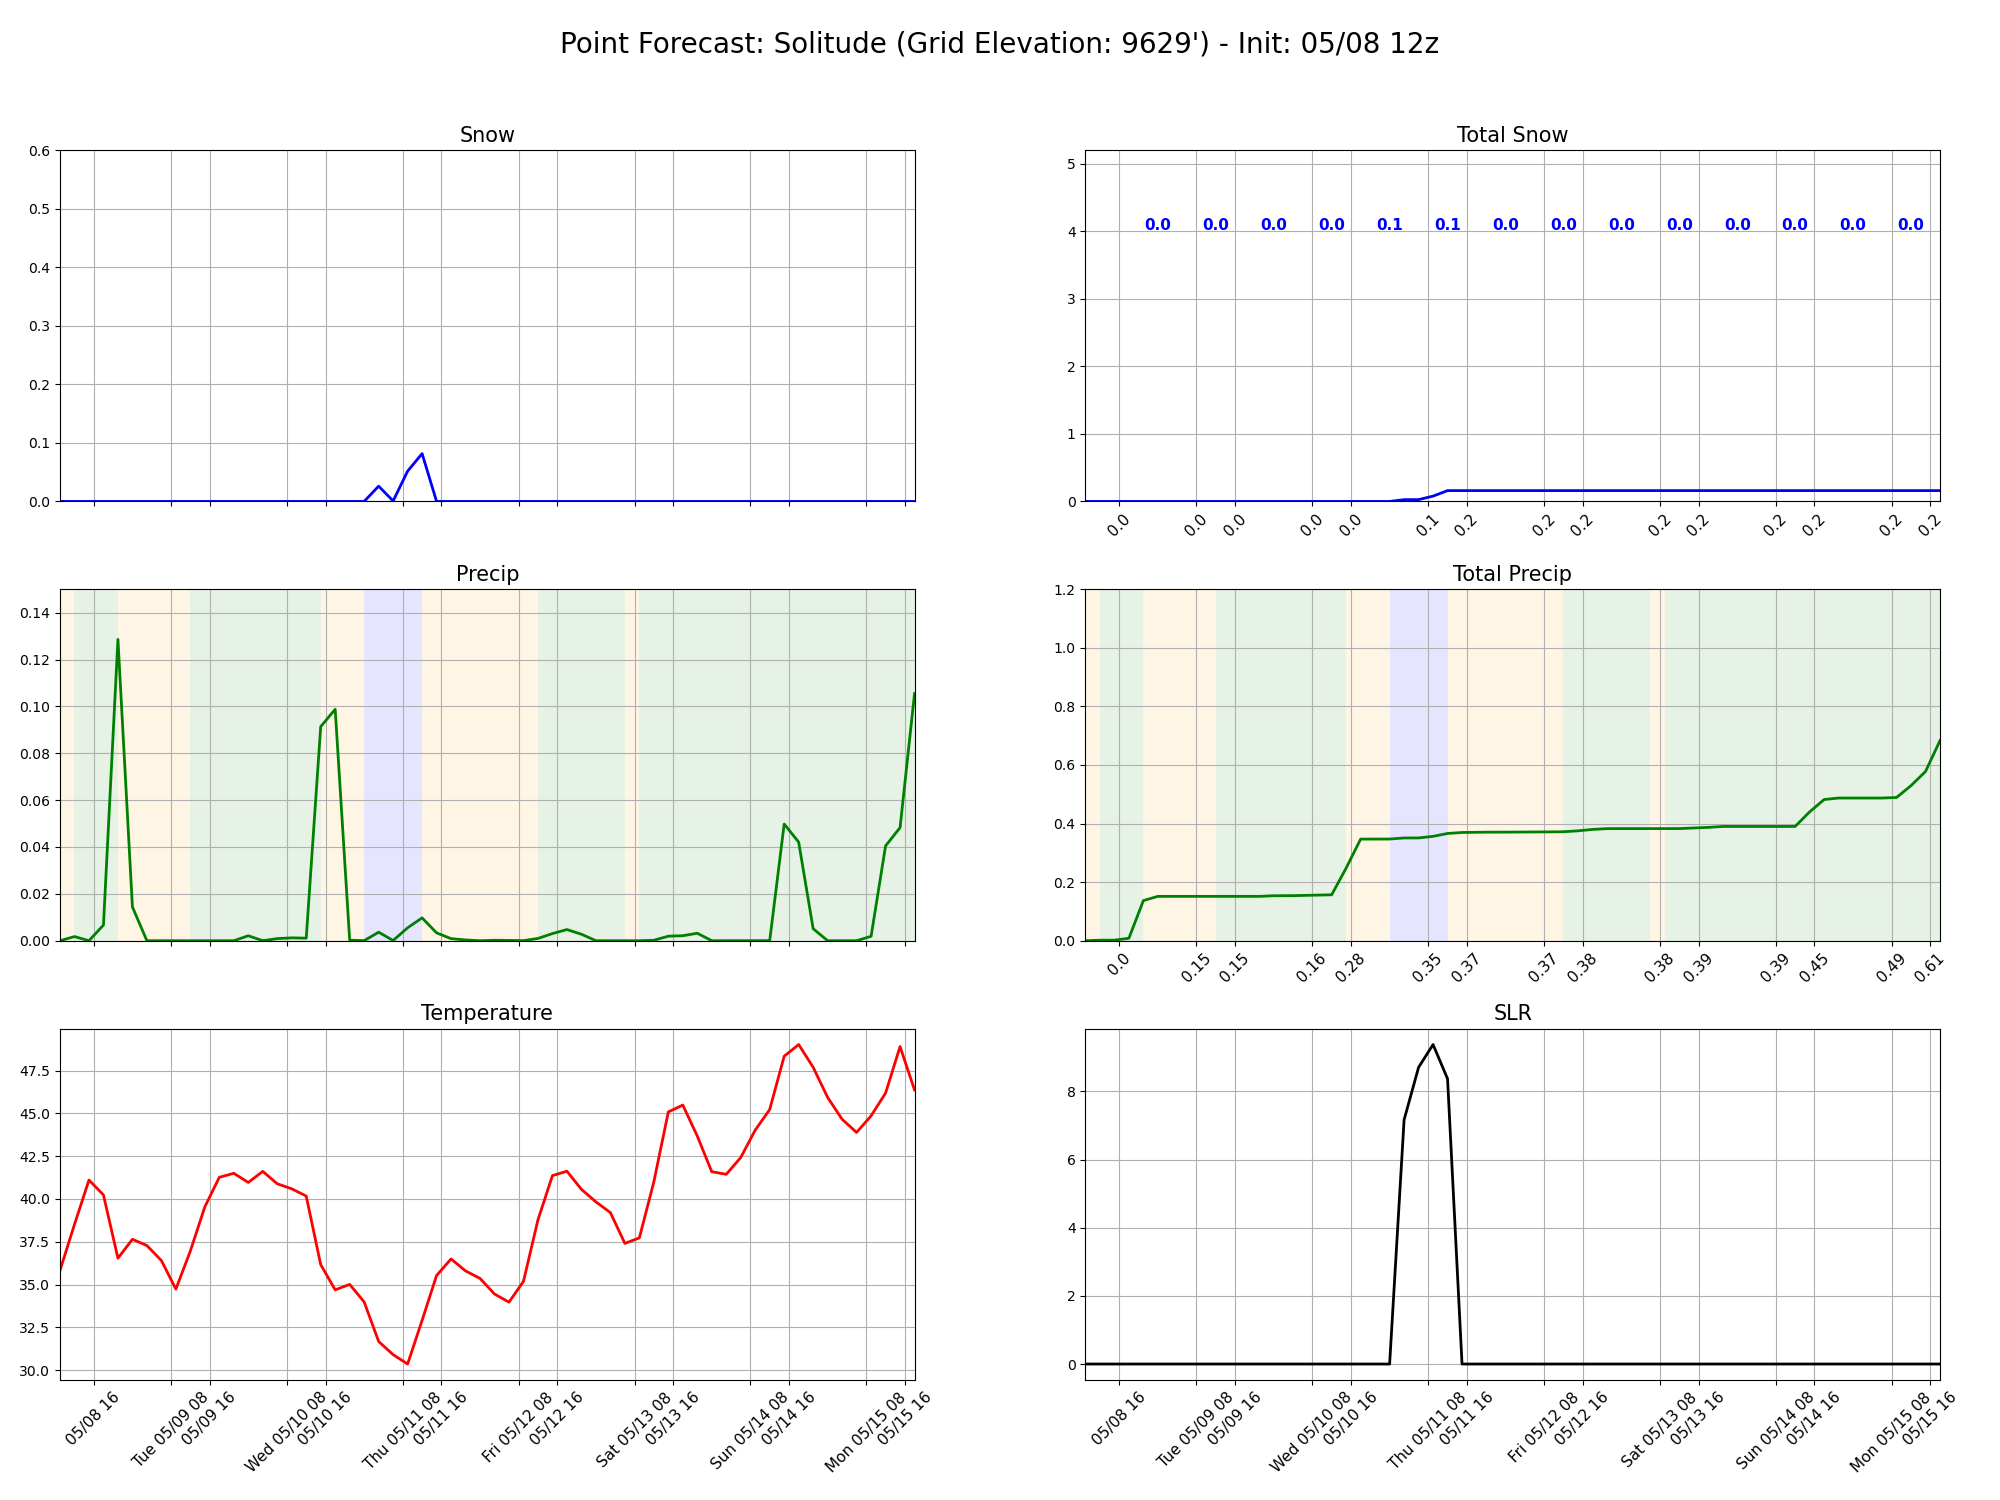 Point Forecast: Solitude (Grid Elevation: 9629') - Init: 05/08 12z
Snow
0.6
0.5
0.4
0.3
0.2
0.1
0.0
Total Snow
5
4
3
2
1
0
0.0 0.0 0.0 0.0 0.1 0.1 0.0 0.0 0.0 0.0 0.0 0.0 0.0 0.0
0.0 0.0 0.0 0.0 0.0 0.1 0.2 0.2 0.2 0.2 0.2 0.2 0.2 0.2 0.2
Precip
0.14
0.12
0.10
0.08
0.06
0.04
0.02
0.00
Total Precip
1.2
1.0
0.8
0.6
0.4
0.2
0.0
0.0 0.15 0.15 0.16 0.28 0.35 0.37 0.37 0.38 0.38 0.39 0.39 0.45 0.49 0.61
Temperature
47.5
45.0
42.5
40.0
37.5
35.0
32.5
30.0
05/08 16
Tue 05/09 08
05/09 16
Wed 05/10 08
05/10 16
Thu 05/11 08
05/11 16
Fri 05/12 08
05/12 16
Sat 05/13 08
05/13 16
Sun 05/14 08
05/14 16
Mon 05/15 08
05/15 16
SLR
8
6
4
2
0
05/08 16
Tue 05/09 08
05/09 16
Wed 05/10 08
05/10 16
Thu 05/11 08
05/11 16
Fri 05/12 08
05/12 16
Sat 05/13 08
05/13 16
Sun 05/14 08
05/14 16
Mon 05/15 08
05/15 16